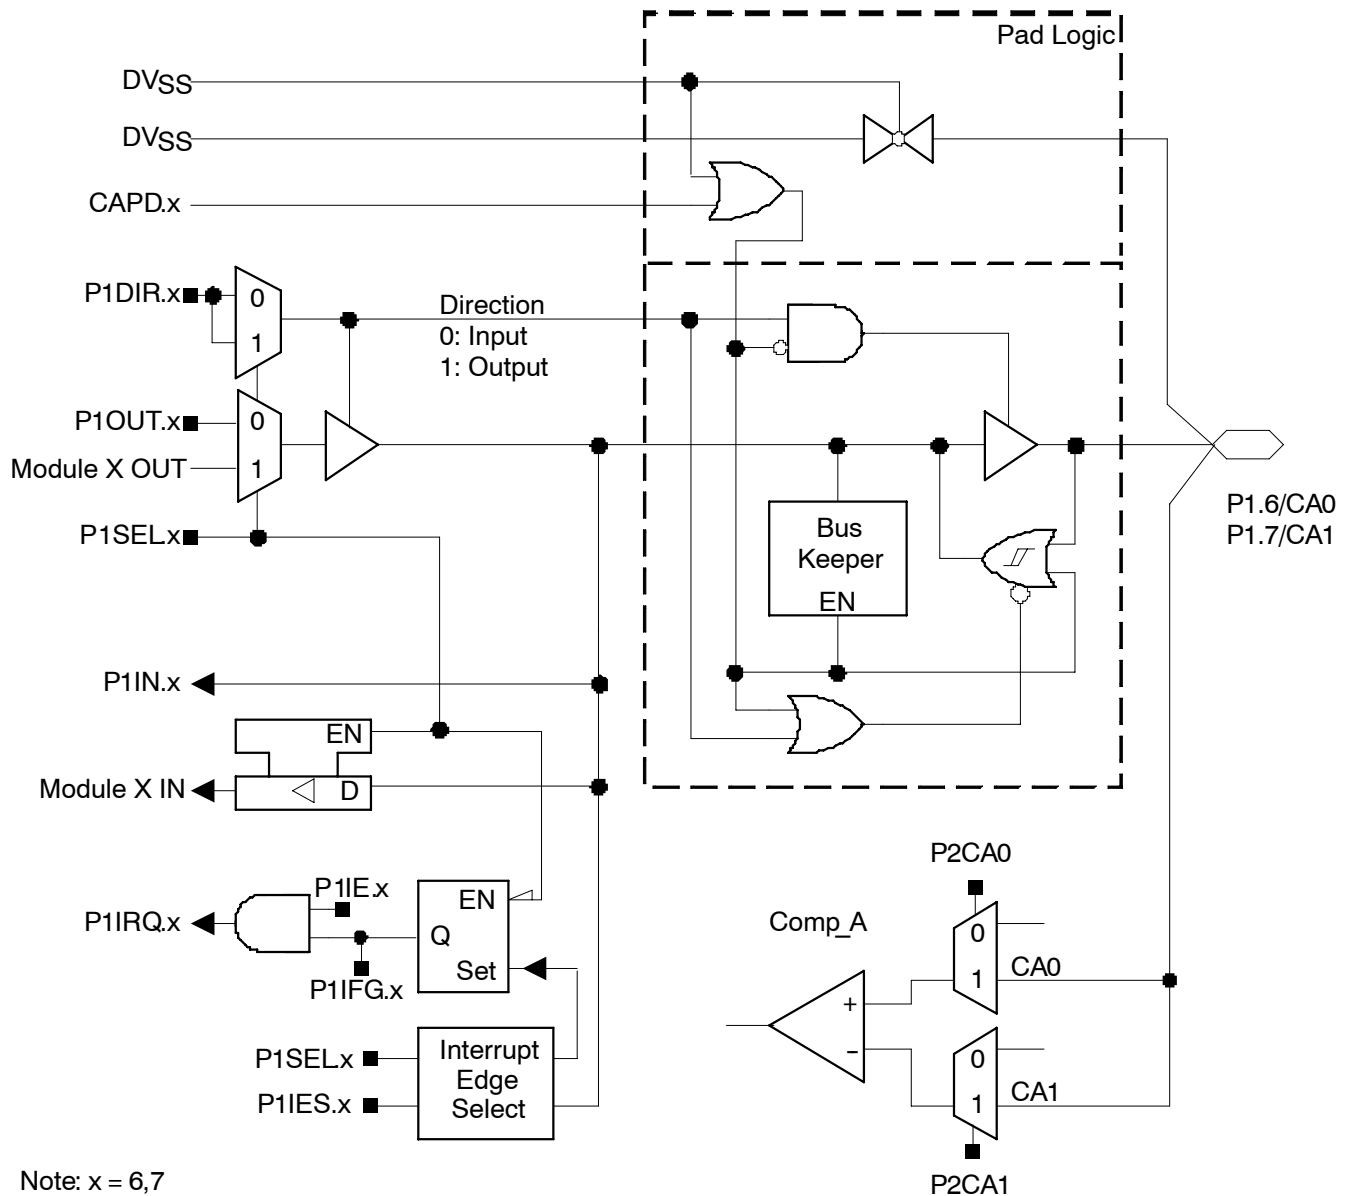 Pad Logic
DVSS
DVSS
CAPD.x
P1DIR.x
0
1
Direction
0: Input
1: Output
P1OUT.x
0
Module X OUT
1
P1SEL.x
Bus
Keeper
EN
P1.6/CA0
P1.7/CA1
P1IN.x
EN
Module X IN
D
P1IE.x
P1IRQ.x
EN
Q
Set
P1IFG.x
P1SEL.x
P1IES.x
Interrupt
Edge
Select
P2CA0
Comp_A
0
1
CA0
+
−
0
1
CA1
P2CA1
Note: x = 6,7